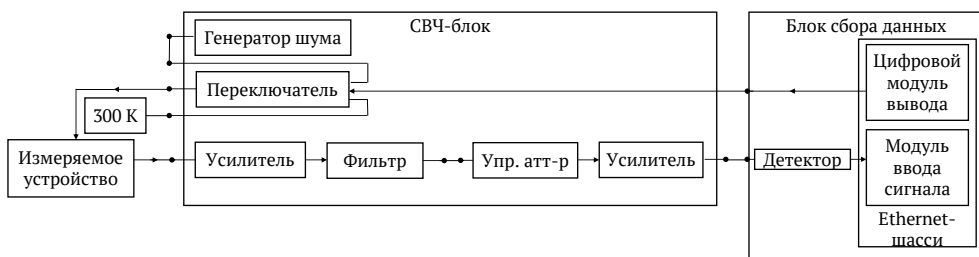 СВЧ-блок
Блок сбора данных
Генератор шума
Переключатель
300 К
Измеряемое
устройство
Усилитель
Фильтр
Упр. атт-р
Усилитель
Детектор
Цифровой
модуль
вывода
Модуль
ввода
сигнала
Ethernet-
шасси